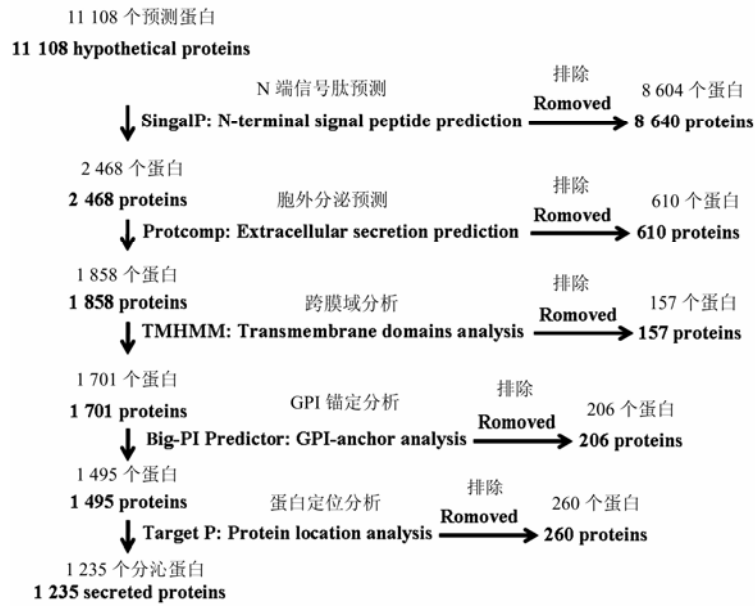 11 108 个预测蛋白
11 108 hypothetical proteins
N 端信号肽预测
排除
8 604 个蛋白
SingalP: N-terminal signal peptide prediction
Romoved
8 640 proteins
2 468 个蛋白
2 468 proteins
胞外分泌预测
排除
610 个蛋白
Protcomp: Extracellular secretion prediction
Romoved
610 proteins
1 858 个蛋白
1 858 proteins
跨膜域分析
排除
157 个蛋白
TMHMM: Transmembrane domains analysis
Romoved
157 proteins
1 701 个蛋白
1 701 proteins
GPI 锚定分析
排除
206 个蛋白
Big-PI Predictor: GPI-anchor analysis
Romoved
206 proteins
1 495 个蛋白
1 495 proteins
蛋白定位分析
排除
260 个蛋白
Target P: Protein location analysis
Romoved
260 proteins
1 235 个分沁蛋白
1 235 secreted proteins